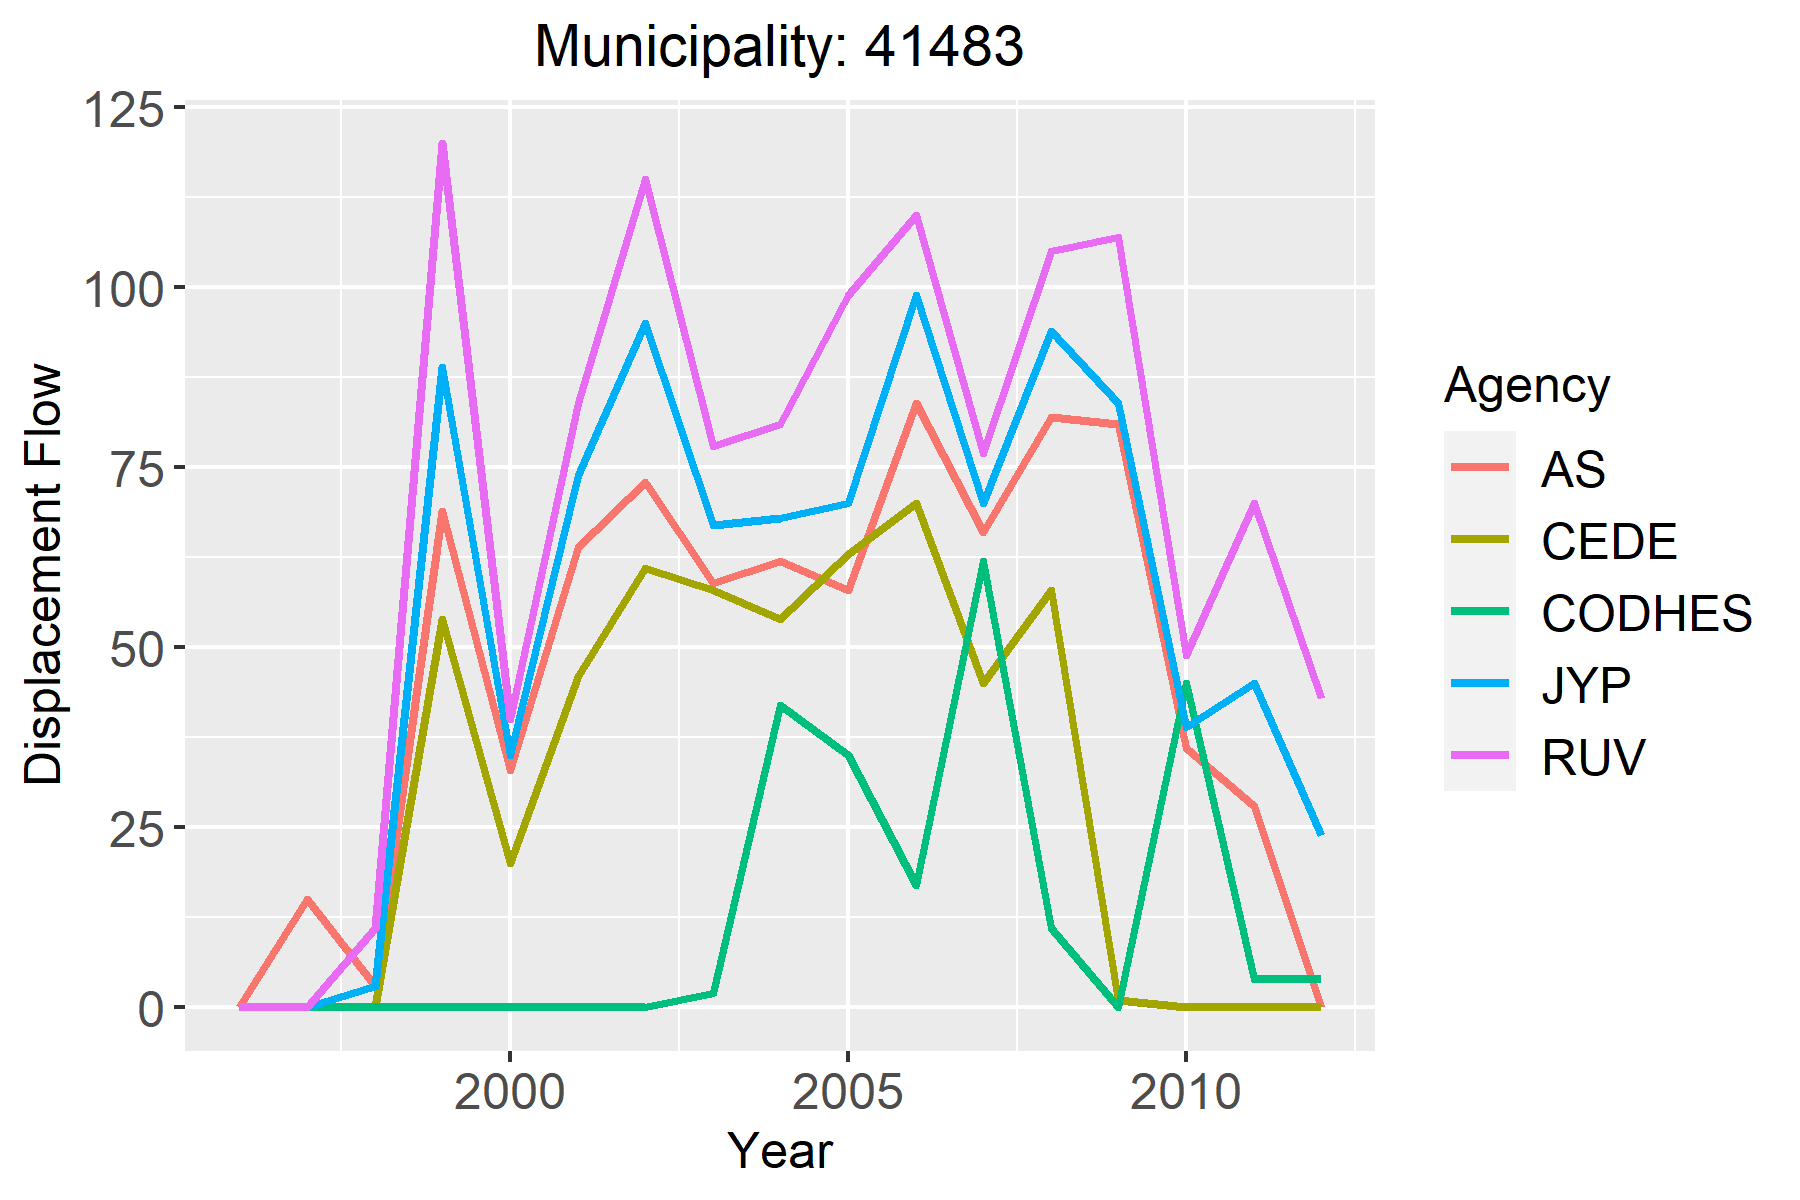 Municipality: 41483
125
100
75
50
25
0
Displacement Flow
2000 2005 2010
Year
Agency
AS
CEDE
CODHES
JYP
RUV